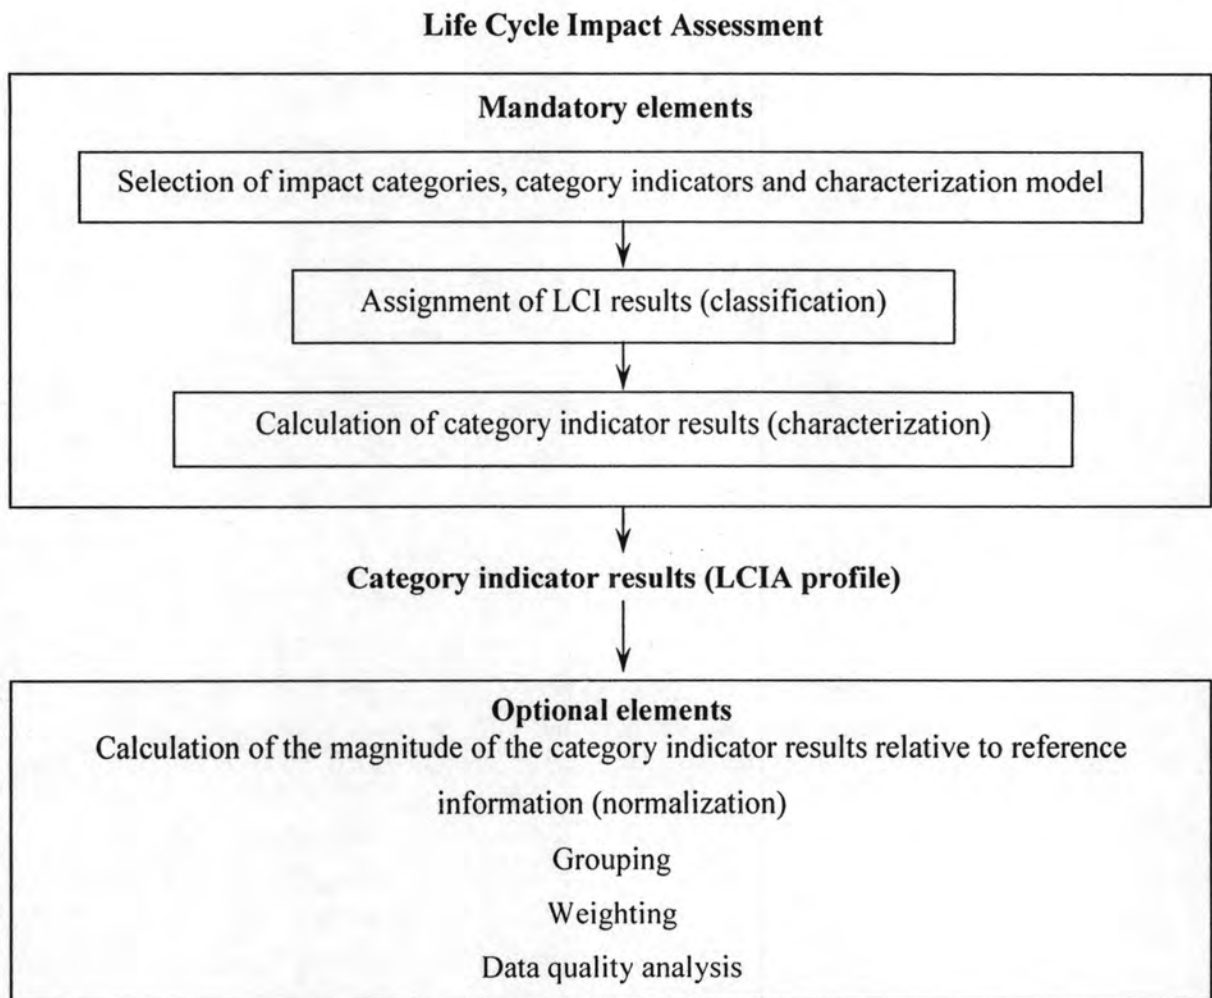 Life Cycle Impact Assessment
Mandatory elements
Selection of impact categories, category indicators and characterization model
Assignment of LCI results (classification)
Calculation of category indicator results (characterization)
Category indicator results (LCIA profile)
Optional elements
Calculation of the magnitude of the category indicator results relative to reference
information (normalization)
Grouping
Weighting
Data quality analysis